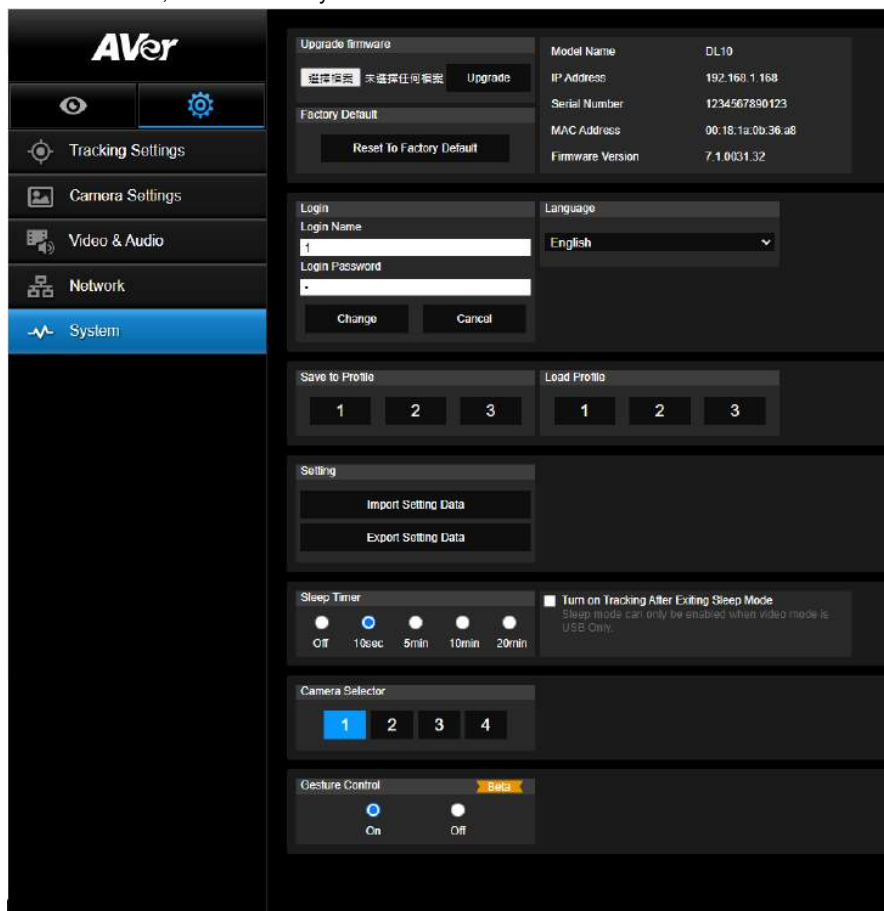 AVer
Tracking Settings
Camera Settings
Video & Audio
Network
System
Upgrade firmware
選擇檔案 未選擇任何檔案 Upgrade
Factory Default
Reset To Factory Default
Model Name DL10
IP Address 192.168.1.168
Serial Number 1234567890123
MAC Address 00:18:1a:0b:36:a8
Firmware Version 7.1.0031.32
Login
Login Name
1
Login Password
Change Cancel
Language
English
Save to Profile
1 2 3
Load Profile
1 2 3
Setting
Import Setting Data
Export Setting Data
Sleep Timer
Off 10sec 5min 10min 20min
Turn on Tracking After Exiting Sleep Mode
Sleep mode can only be enabled when video mode is
USB Only.
Camera Selector
1 2 3 4
Gesture Control Beta
On Off